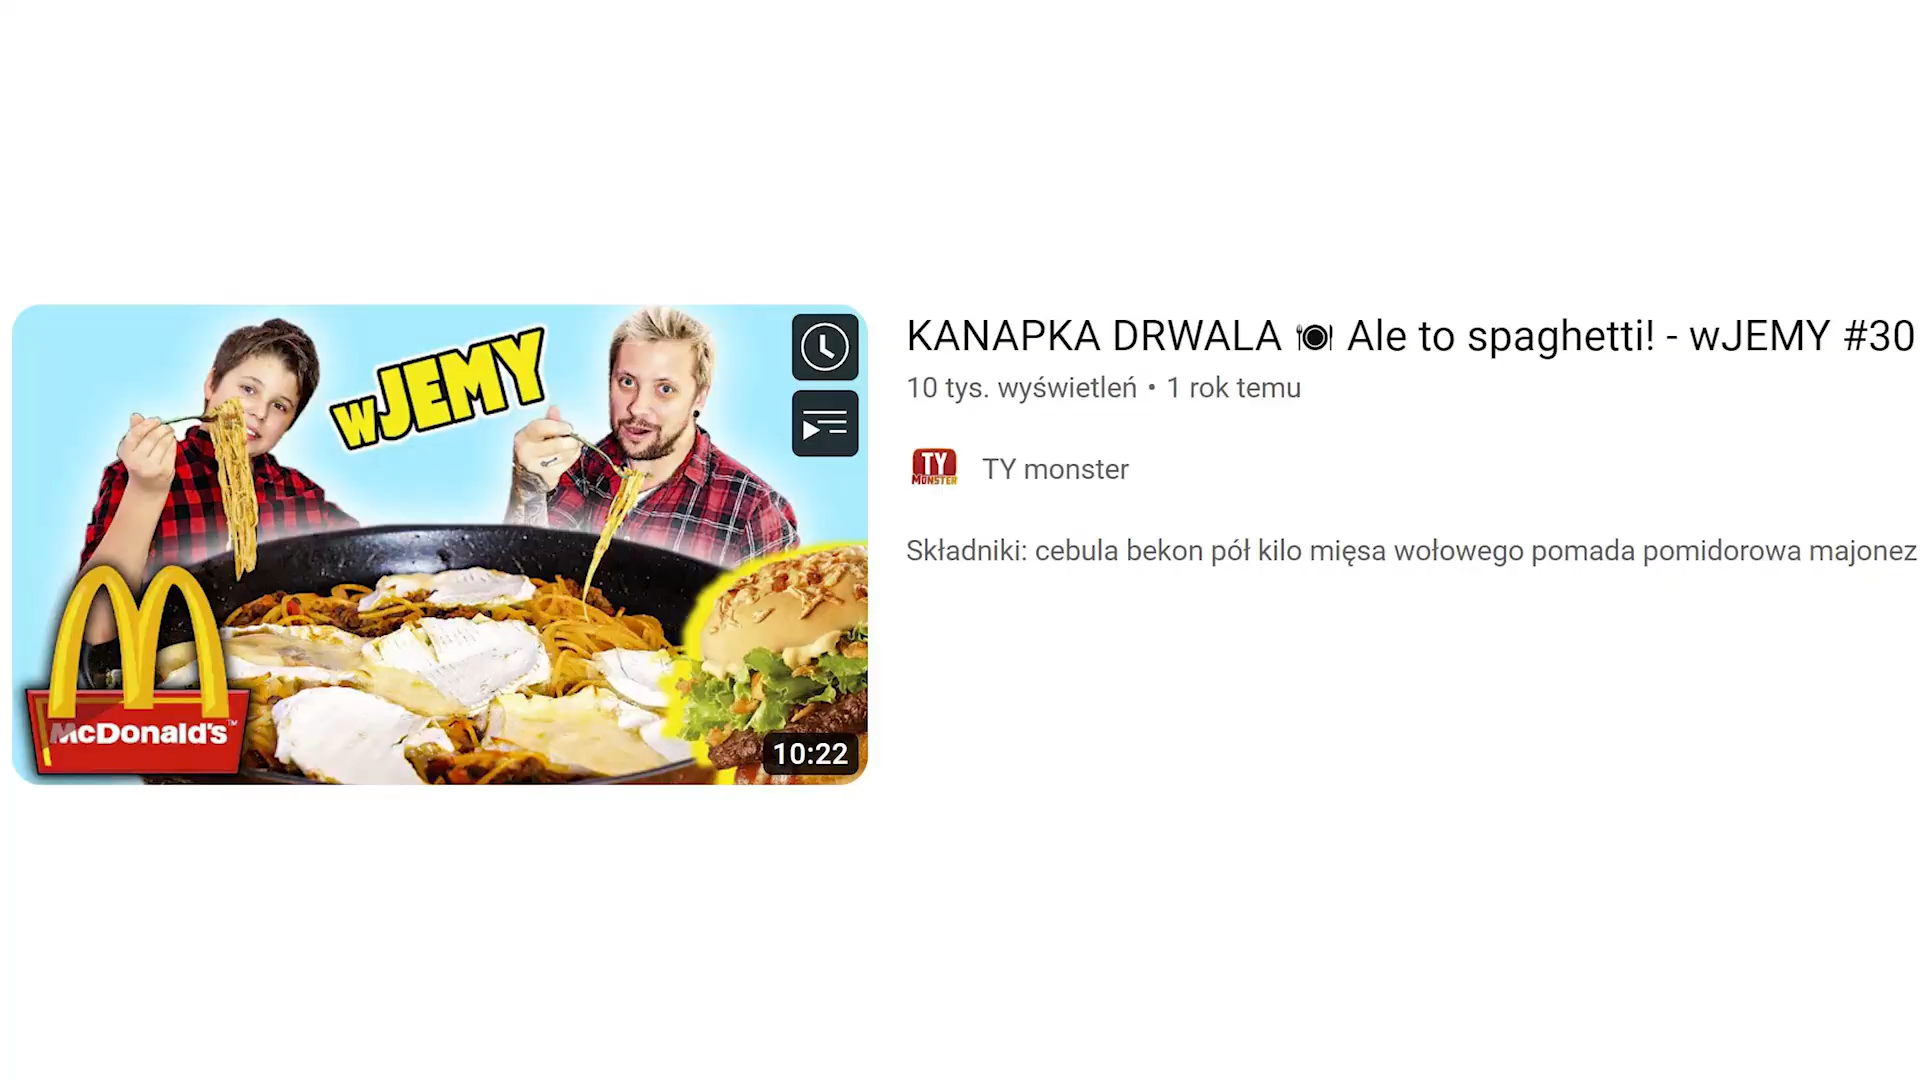 wJEMY
McDonald's™
10:22
KANAPKA DRWALA 🍽 Ale to spaghetti! - wJEMY #30
10 tys. wyświetleń • 1 rok temu
TY
MONSTER
TY monster
Składniki: cebula bekon pół kilo mięsa wołowego pomada pomidorowa majonez